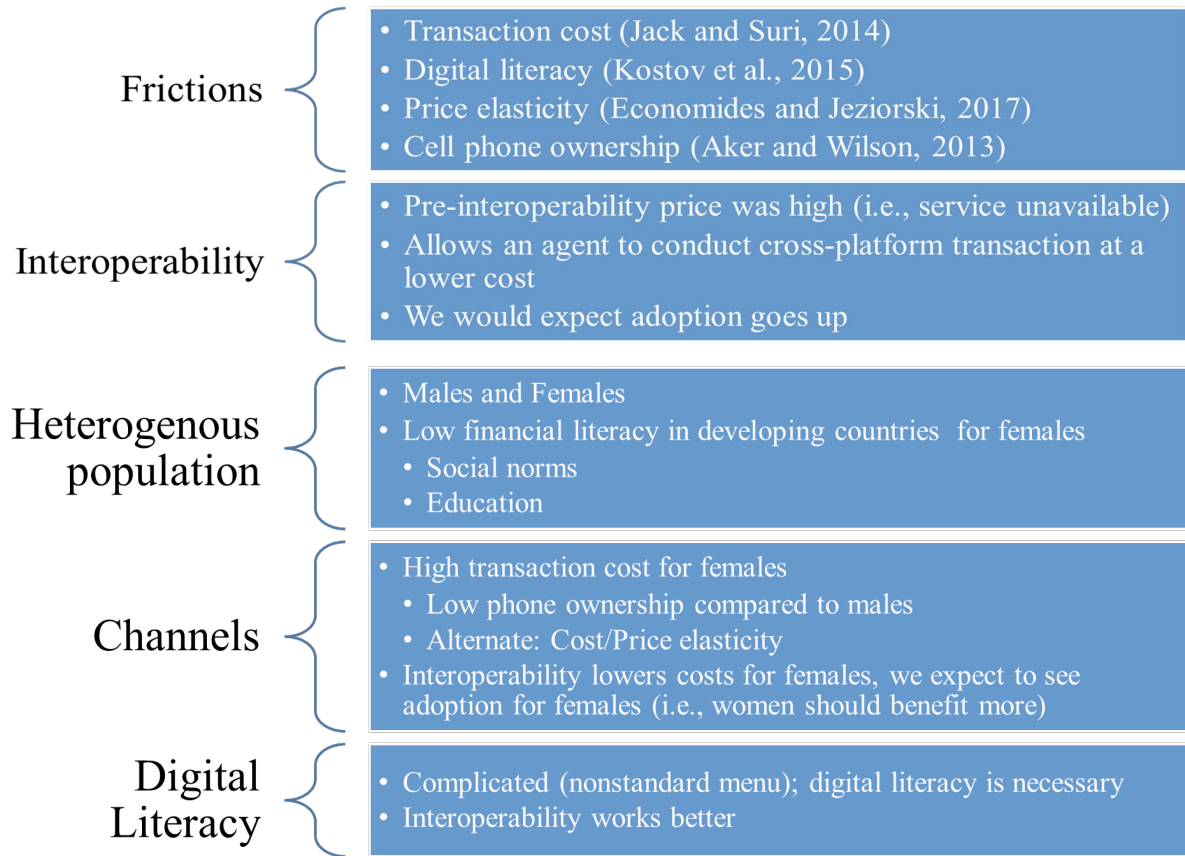 Frictions
• Transaction cost (Jack and Suri, 2014)
• Digital literacy (Kostov et al., 2015)
• Price elasticity (Economides and Jeziorski, 2017)
• Cell phone ownership (Aker and Wilson, 2013)
Interoperability
• Pre-interoperability price was high (i.e., service unavailable)
• Allows an agent to conduct cross-platform transaction at a
lower cost
• We would expect adoption goes up
Heterogenous
population
• Males and Females
• Low financial literacy in developing countries for females
• Social norms
• Education
Channels
• High transaction cost for females
• Low phone ownership compared to males
• Alternate: Cost/Price elasticity
• Interoperability lowers costs for females, we expect to see
adoption for females (i.e., women should benefit more)
Digital
Literacy
• Complicated (nonstandard menu); digital literacy is necessary
• Interoperability works better